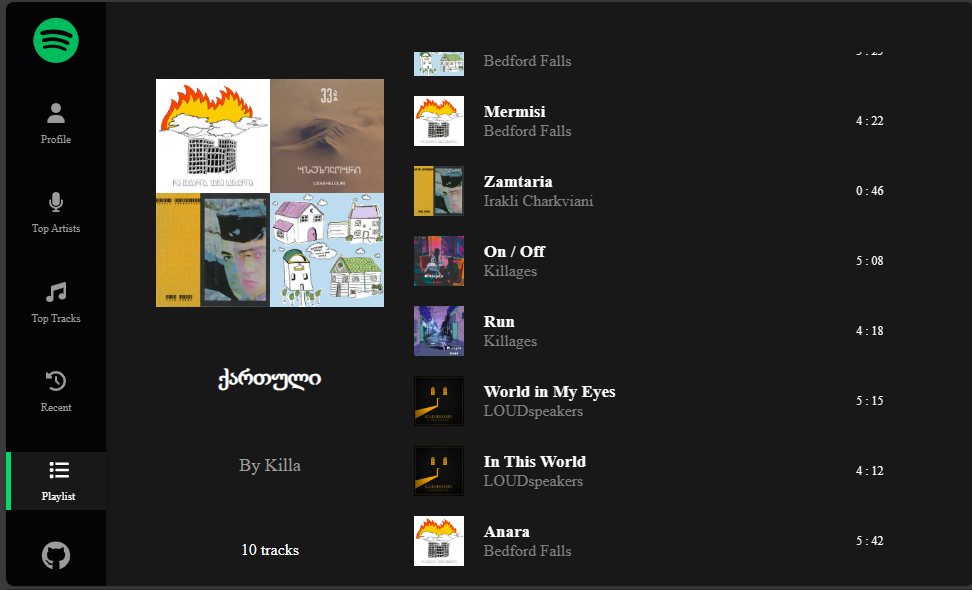 Profile
Top Artists
Top Tracks
Recent
Playlist
ქართული
By Killa
10 tracks
Bedford Falls
Mermisi
Bedford Falls
4 : 22
Zamtaria
Irakli Charkviani
0 : 46
On / Off
Killages
5 : 08
Run
Killages
4 : 18
World in My Eyes
LOUDspeakers
5 : 15
In This World
LOUDspeakers
4 : 12
Anara
Bedford Falls
5 : 42